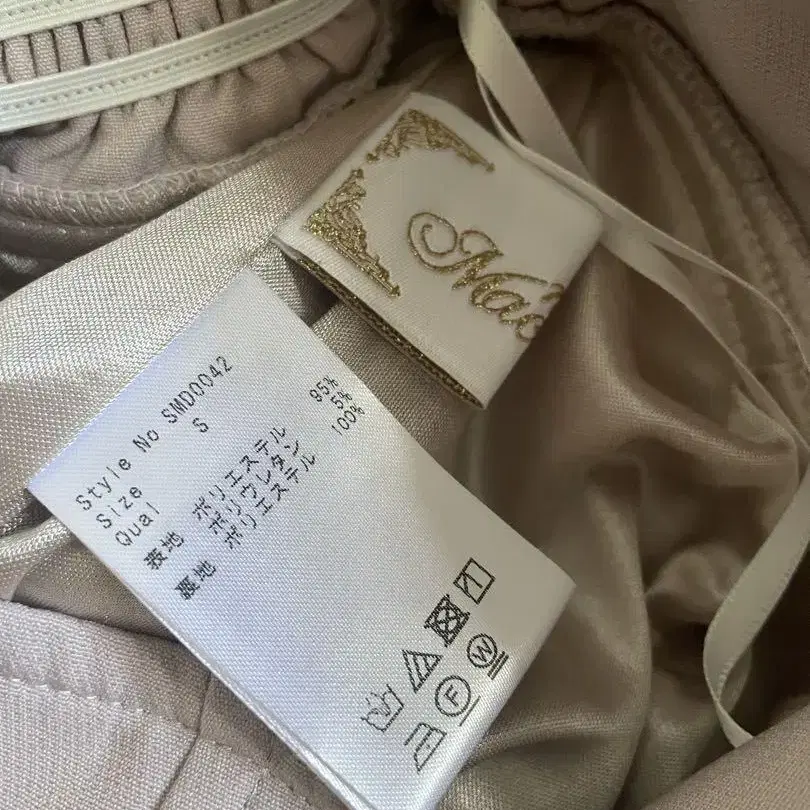 Style No SMD0042
Size S
Qual
表地 ポリエステル 95%
ポリウレタン 5%
裏地 ポリエステル 100%
F
W